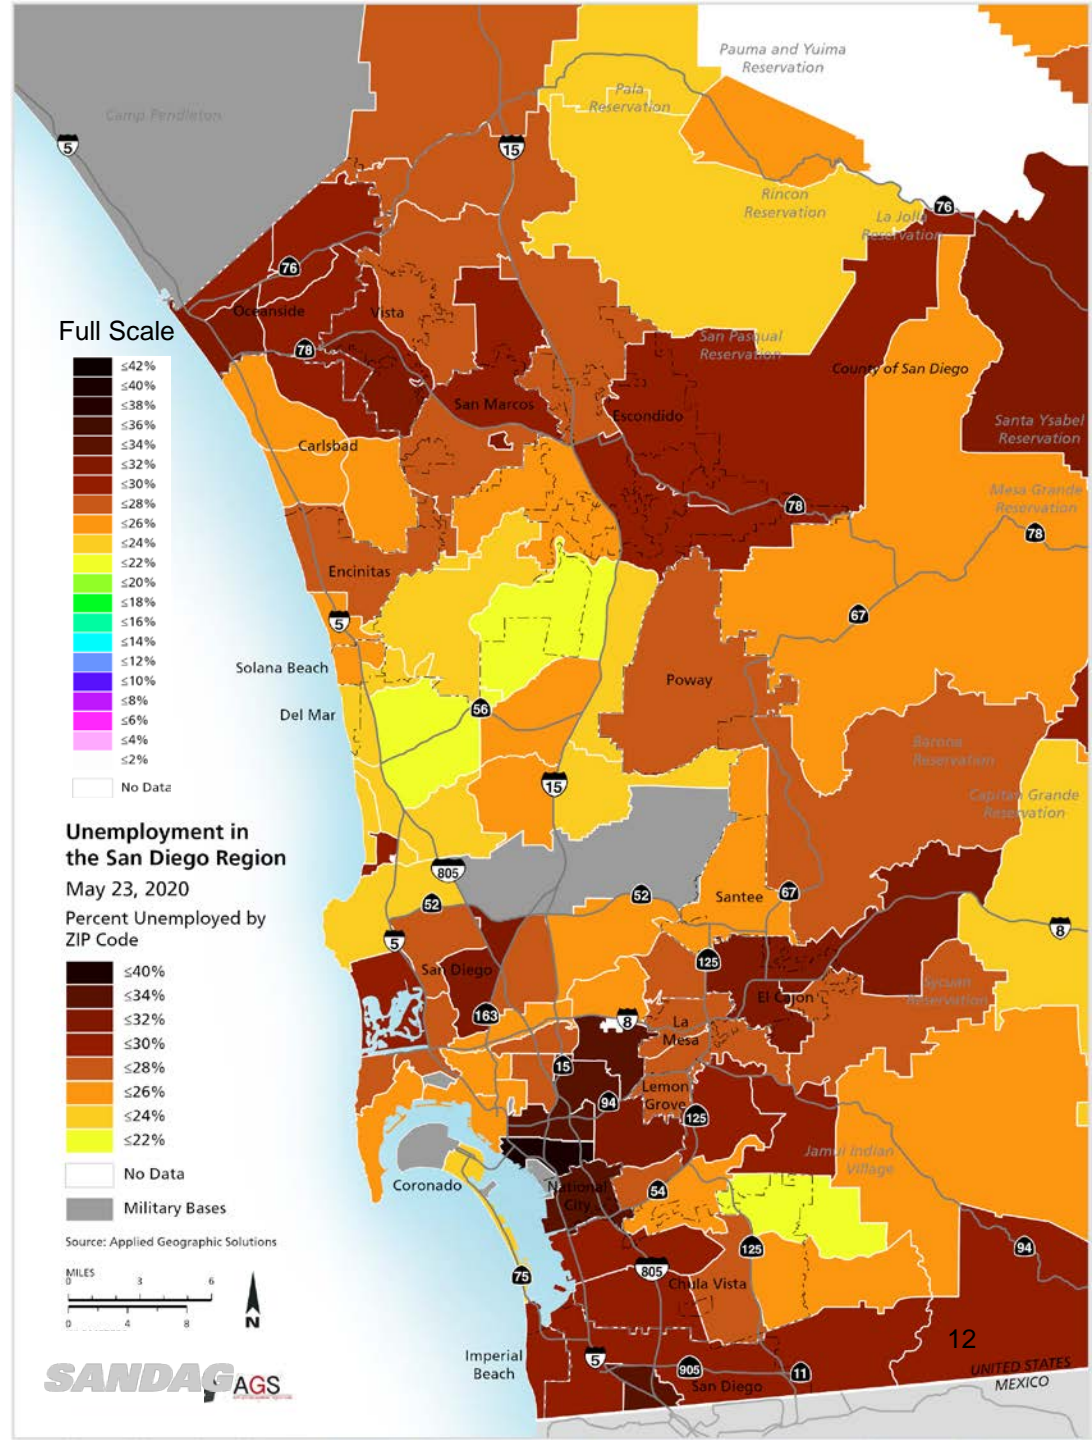 Pauma and Yuima
Reservation
Pala
Reservation
Camp Pendleton
5
15
Rincon
Reservation
76
La Jolla
Reservation
76
Oceanside
Vista
Full Scale
≤42%
≤40%
≤38%
≤36%
≤34%
≤32%
≤30%
≤28%
≤26%
≤24%
≤22%
≤20%
≤18%
≤16%
≤14%
≤12%
≤10%
≤8%
≤6%
≤4%
≤2%
No Data
78
San Pasqual
Reservation
County of San Diego
San Marcos
Escondido
Santa Ysabel
Reservation
Carlsbad
Mesa Grande
Reservation
78
78
Encinitas
5
67
Solana Beach
Poway
Del Mar
56
Barona
Reservation
15
Capitan Grande
Reservation
Unemployment in
the San Diego Region
May 23, 2020
Percent Unemployed by
ZIP Code
≤40%
≤34%
≤32%
≤30%
≤28%
≤26%
≤24%
≤22%
No Data
Military Bases
Source: Applied Geographic Solutions
MILES
0 3 6
0 4 8
N
805
52
52
Santee
67
5
8
San Diego
125
El Cajon
Sycuan
Reservation
163
8
La
Mesa
15
94
Lemon
Grove
125
Jamul Indian
Village
Coronado
National
City
54
125
94
75
805
Chula Vista
12
Imperial
Beach
5
905
11
San Diego
UNITED STATES
MEXICO
SANDAG
AGS